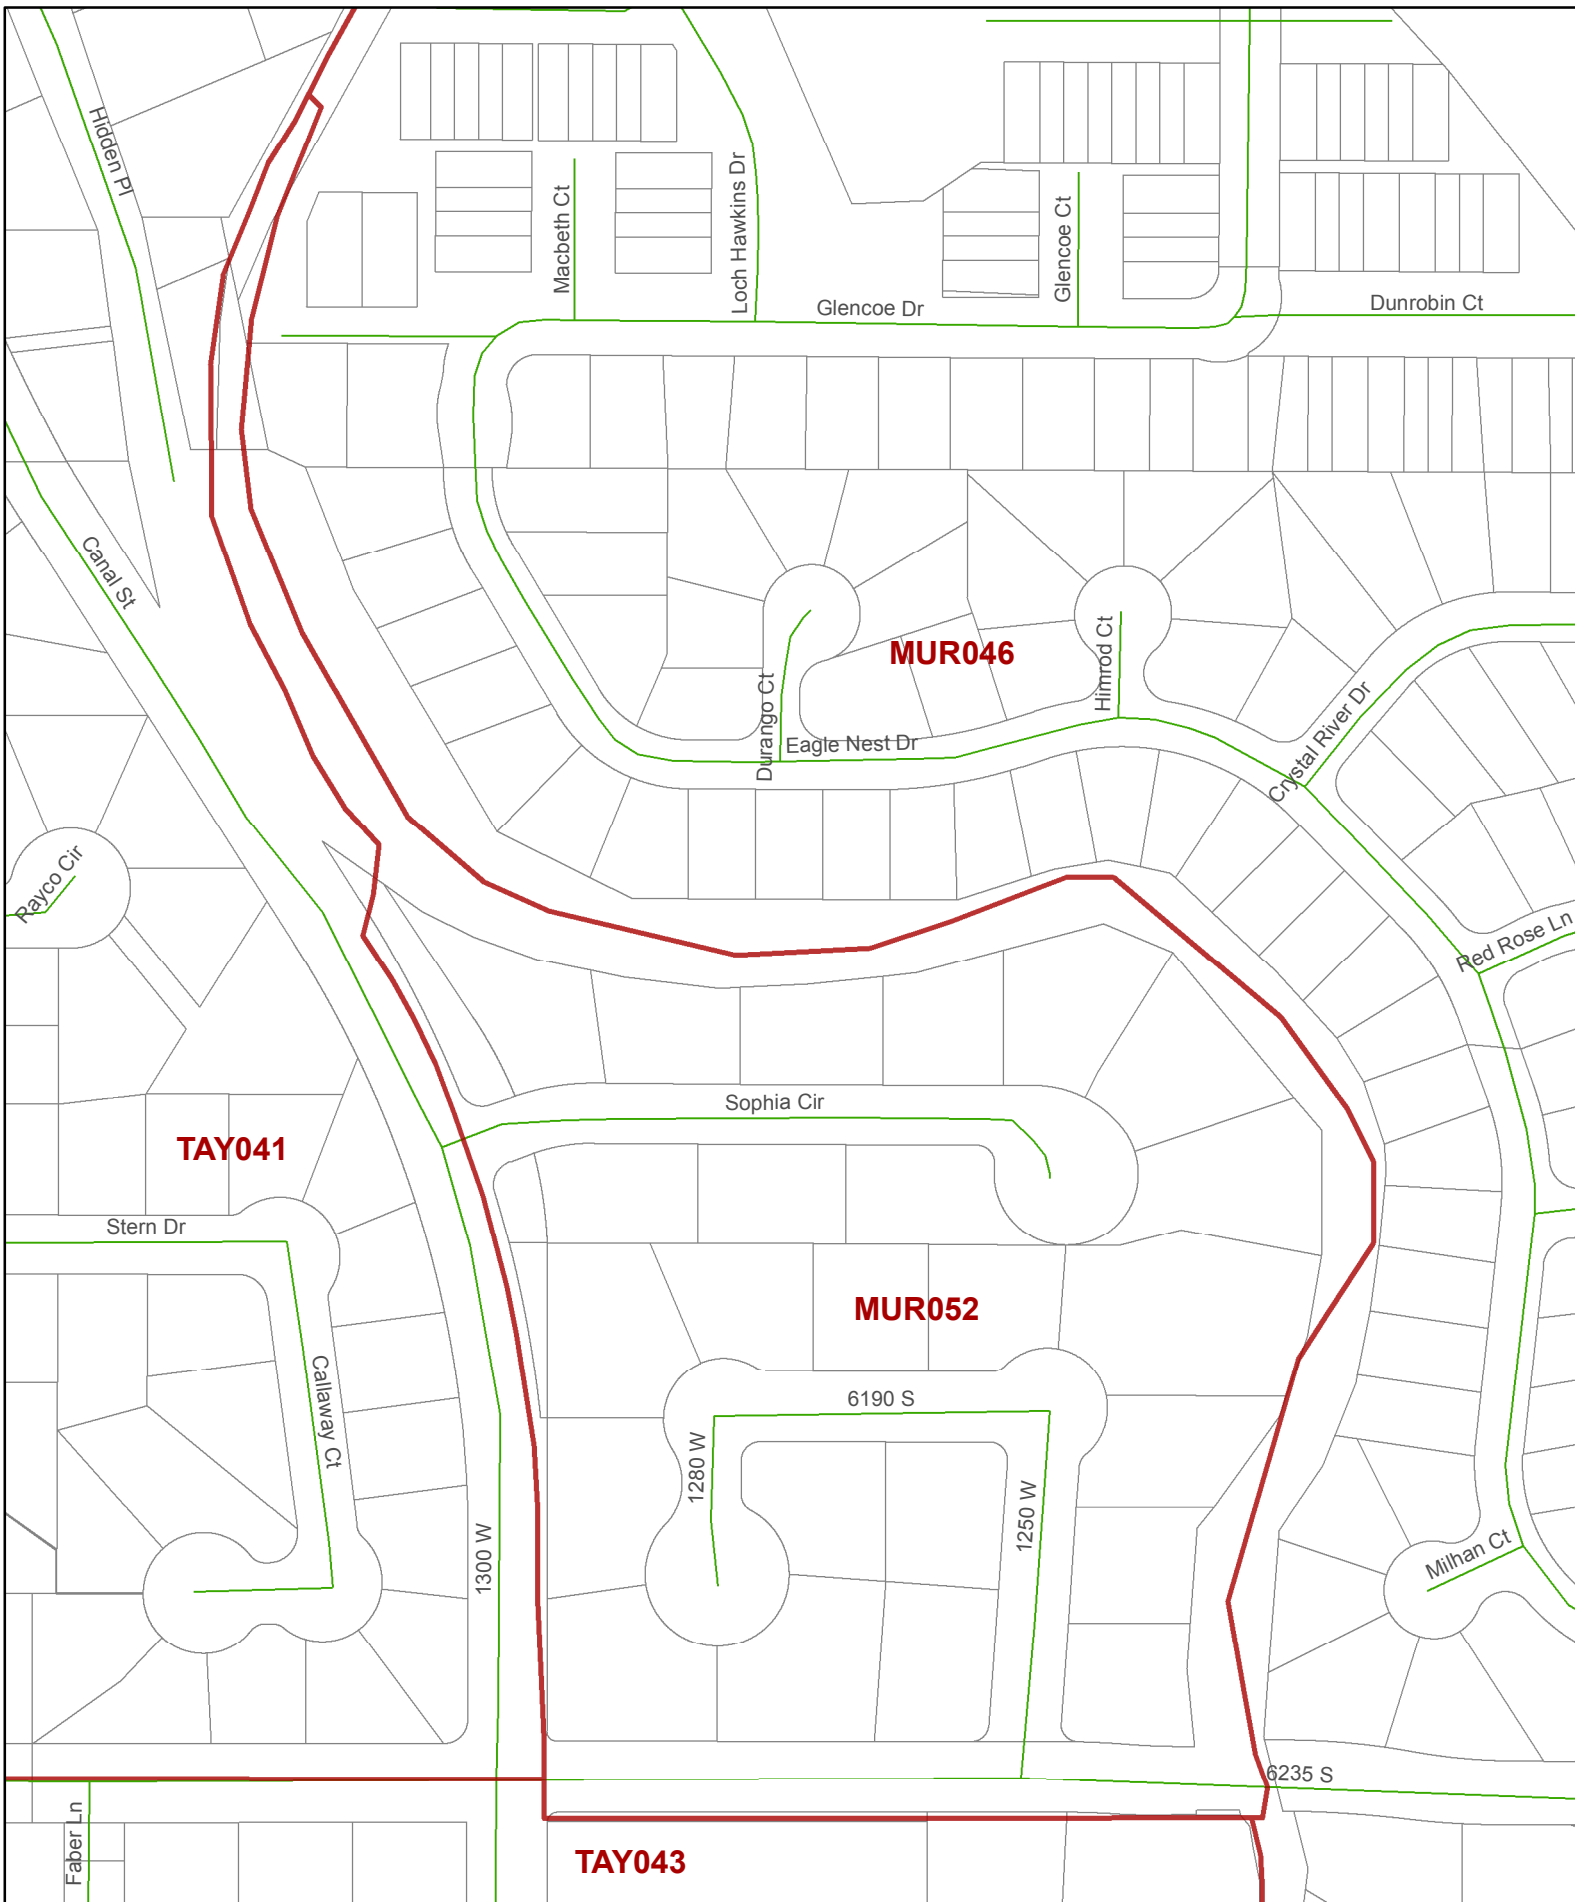 Hidden Pl
Macbeth Ct
Loch Hawkins Dr
Glencoe Ct
Glencoe Dr
Dunrobin Ct
Canal St
MUR046
Himrod Ct
Durango Ct
Eagle Nest Dr
Crystal River Dr
Rayco Cir
Red Rose Ln
Sophia Cir
TAY041
Stern Dr
MUR052
Callaway Ct
6190 S
1280 W
1250 W
1300 W
Milhan Ct
6235 S
Faber Ln
TAY043